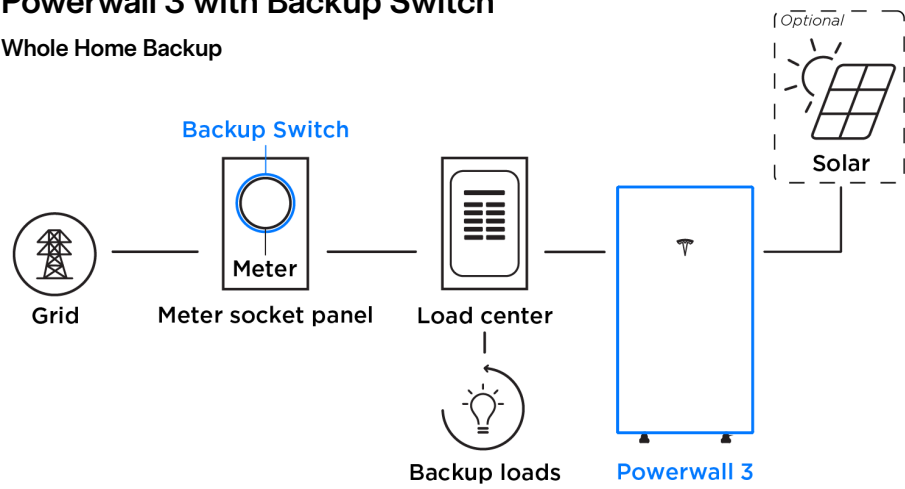 Powerwall 3 with Backup Switch
Whole Home Backup
Optional
Solar
Backup Switch
Meter
Grid
Meter socket panel
Load center
Backup loads
Powerwall 3